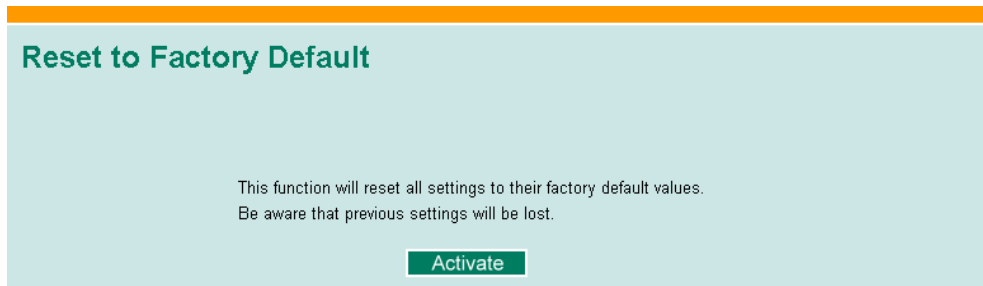 Reset to Factory Default
This function will reset all settings to their factory default values.
Be aware that previous settings will be lost.
Activate